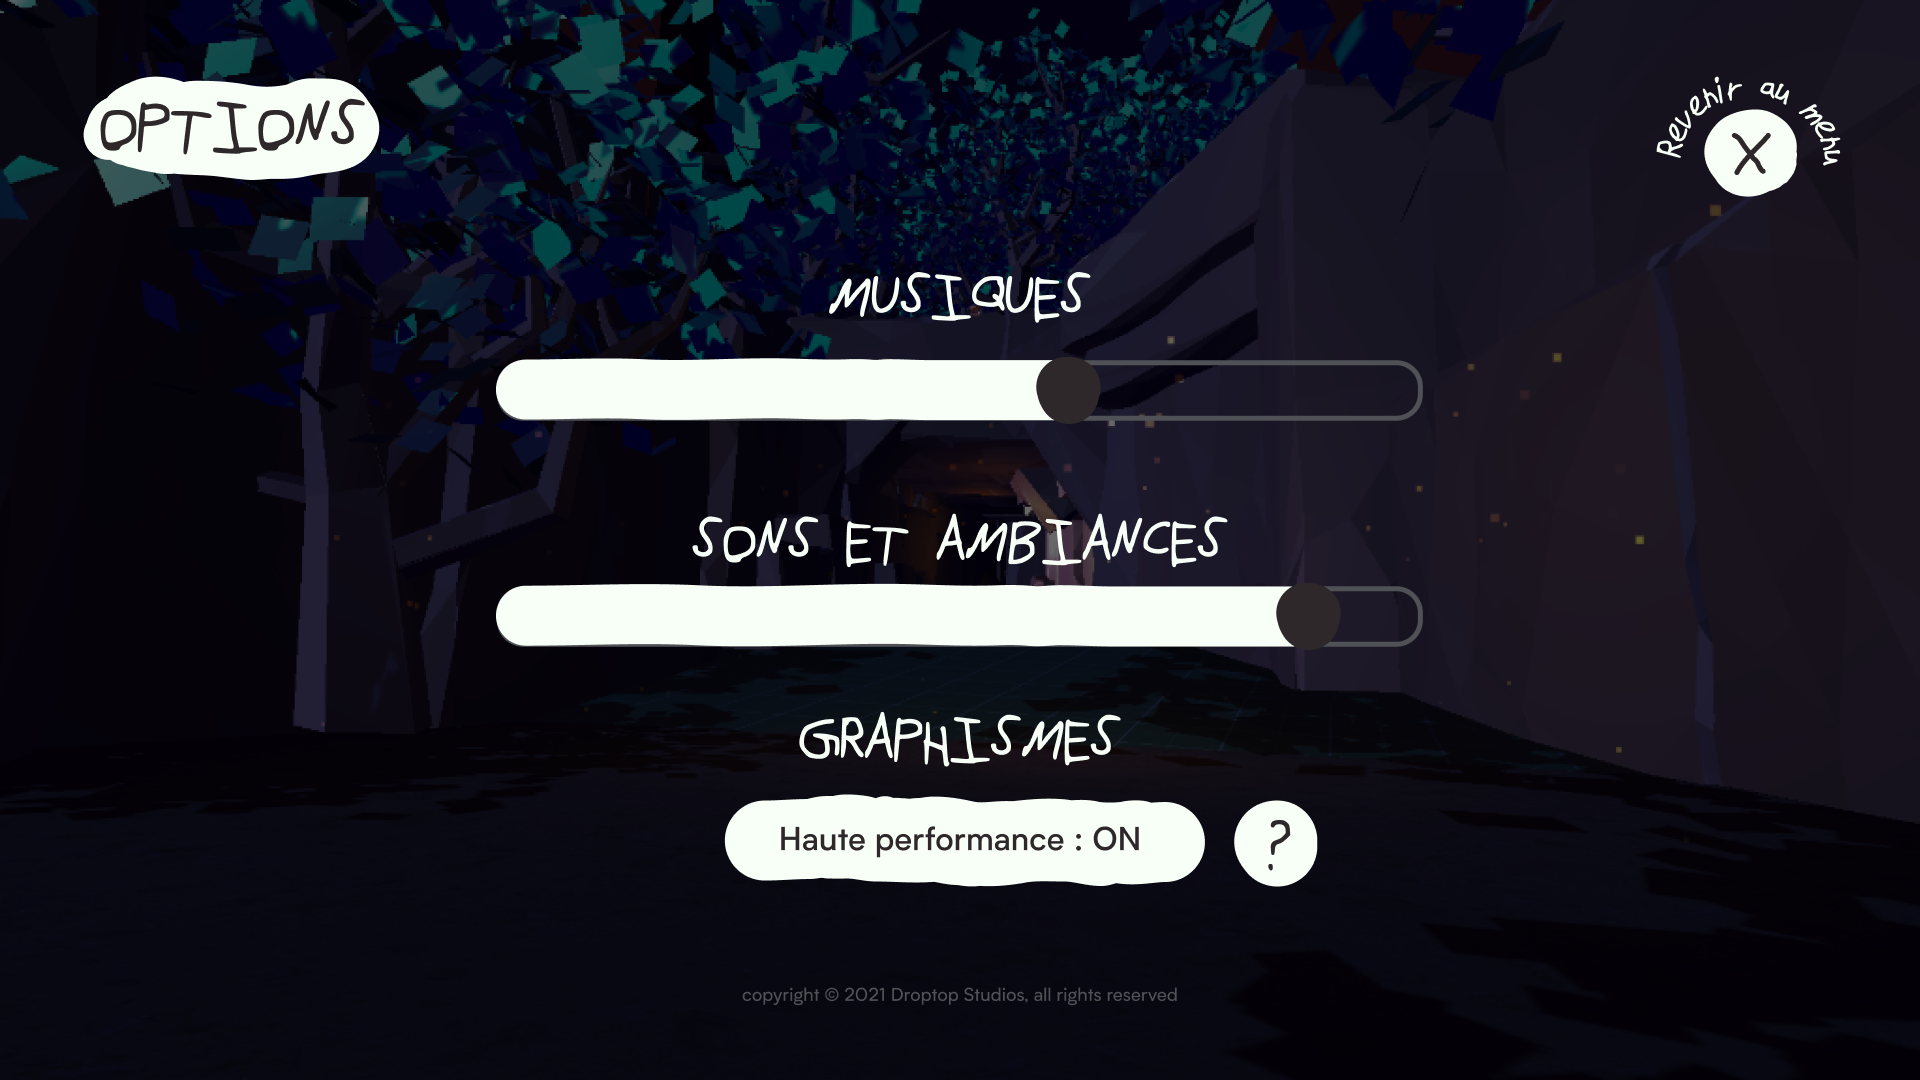 OPTIONS
Revenir au menu
X
MUSIQUES
SONS ET AMBIANCES
GRAPHISMES
Haute performance : ON
?
copyright © 2021 Droptop Studios, all rights reserved